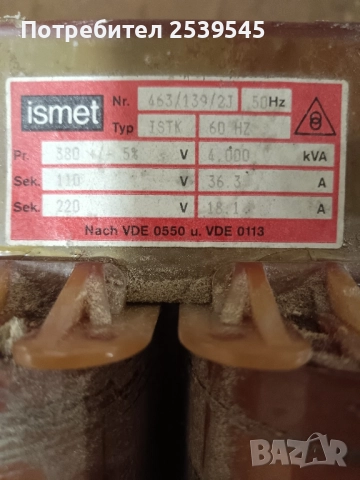 Потребител 2539545
ismet
Nr. 463/139/2J 50Hz
Typ ISTK 60 HZ
Pr. 380 +/- 5% V 4,000 kVA
Sek. 110 V 36.3 A
Sek. 220 V 18.1 A
Nach VDE 0550 u. VDE 0113
BAZAR